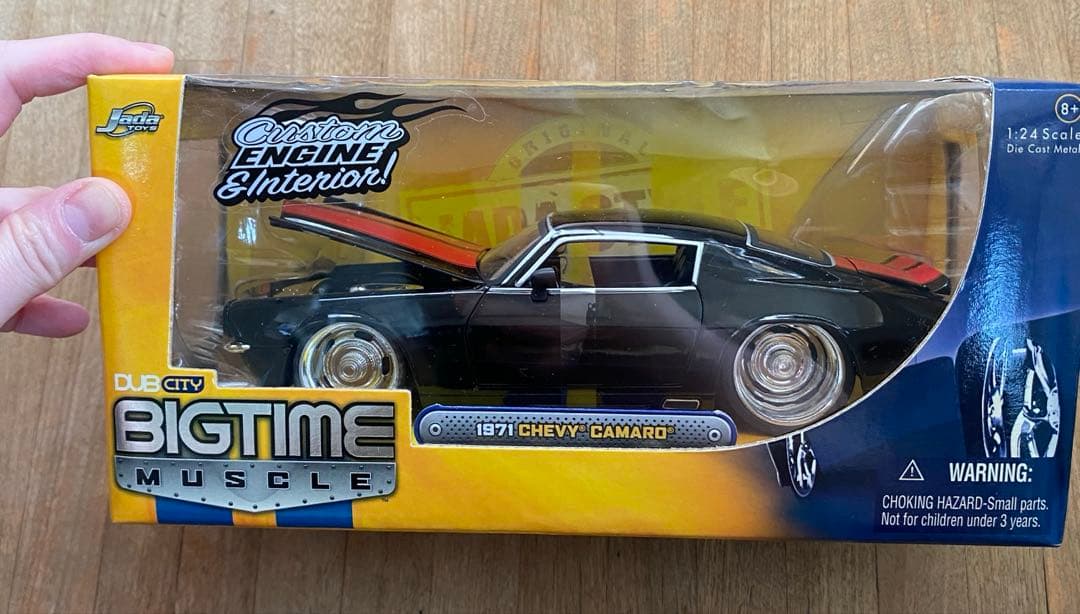 Jada
TOYS
Custom
ENGINE
& Interior!
ORIGINAL
8+
1:24 Scale
Die Cast Metal
DUB CITY
BIGTIME
MUSCLE
1971 CHEVY® CAMARO®
WARNING:
CHOKING HAZARD-Small parts.
Not for children under 3 years.